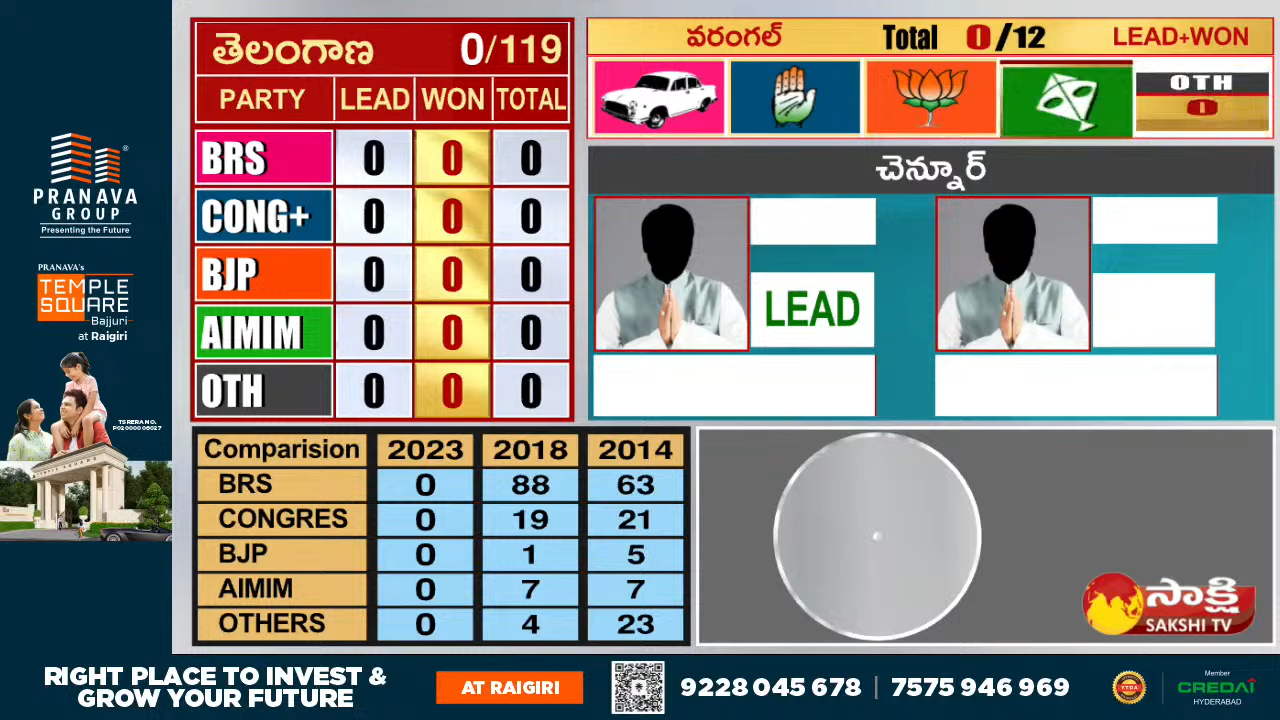 PRANAVA
GROUP
Presenting the Future
PRANAVA's
TEMPLE
SQUARE
Bajjuri
at Raigiri
TSRERA NO.
P02000006027
తెలంగాణ 0/119
PARTY LEAD WON TOTAL
BRS 0 0 0
CONG+ 0 0 0
BJP 0 0 0
AIMIM 0 0 0
OTH 0 0 0
వరంగల్ Total 0/12 LEAD+WON
OTH
0
చెన్నూర్
LEAD
Comparision 2023 2018 2014
BRS 0 88 63
CONGRES 0 19 21
BJP 0 1 5
AIMIM 0 7 7
OTHERS 0 4 23
సాక్షి
SAKSHI TV
RIGHT PLACE TO INVEST &
GROW YOUR FUTURE
AT RAIGIRI
9228 045 678 | 7575 946 969
YTDA
Member
CREDAI
HYDERABAD